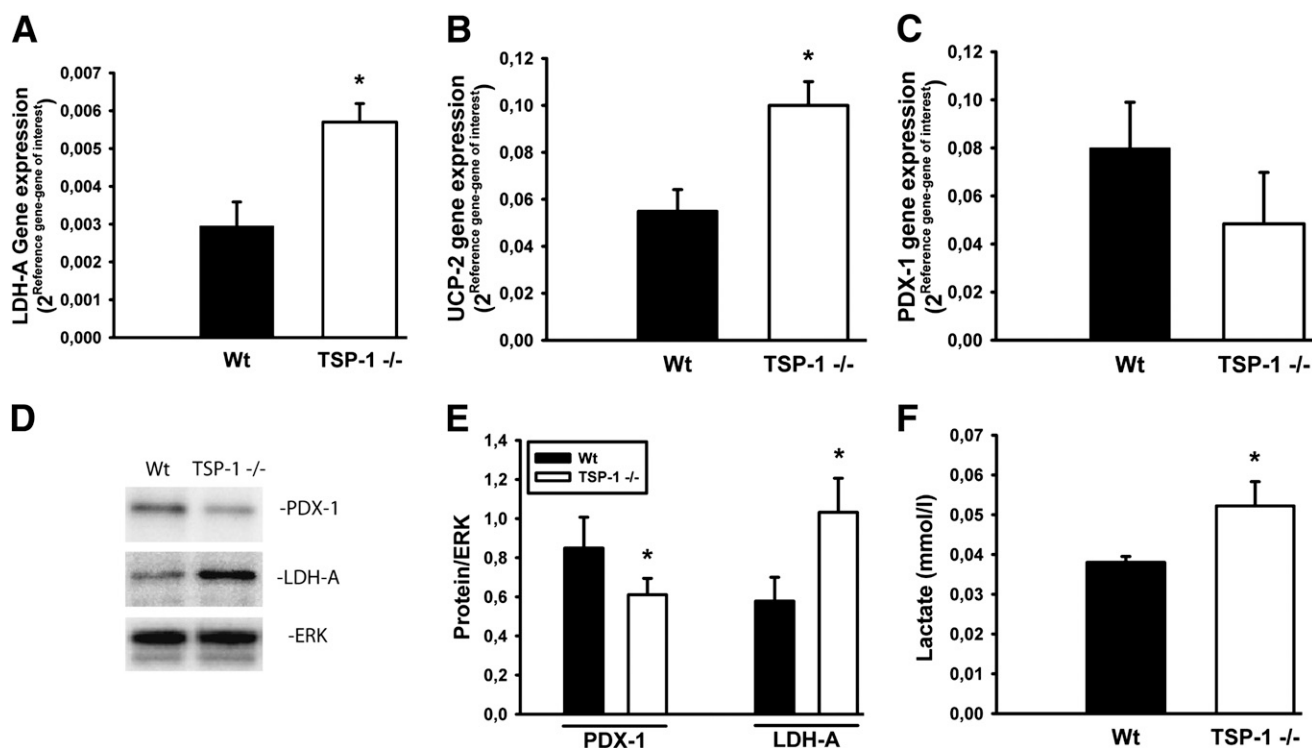 A
LDH-A Gene expression
(2^Reference gene-gene of interest)
0,007
0,006
0,005
0,004
0,003
0,002
0,001
0,000
*
Wt TSP-1 -/-
B
UCP-2 gene expression
(2^Reference gene-gene of interest)
0,12
0,10
0,08
0,06
0,04
0,02
0,00
*
Wt TSP-1 -/-
C
PDX-1 gene expression
(2^Reference gene-gene of interest)
0,12
0,10
0,08
0,06
0,04
0,02
0,00
Wt TSP-1 -/-
D
Wt TSP-1 -/-
-PDX-1
-LDH-A
-ERK
E
Protein/ERK
1,4
1,2
1,0
0,8
0,6
0,4
0,2
0,0
Wt
TSP-1 -/-
*
*
PDX-1 LDH-A
F
Lactate (mmol/l)
0,07
0,06
0,05
0,04
0,03
0,02
0,01
0,00
*
Wt TSP-1 -/-